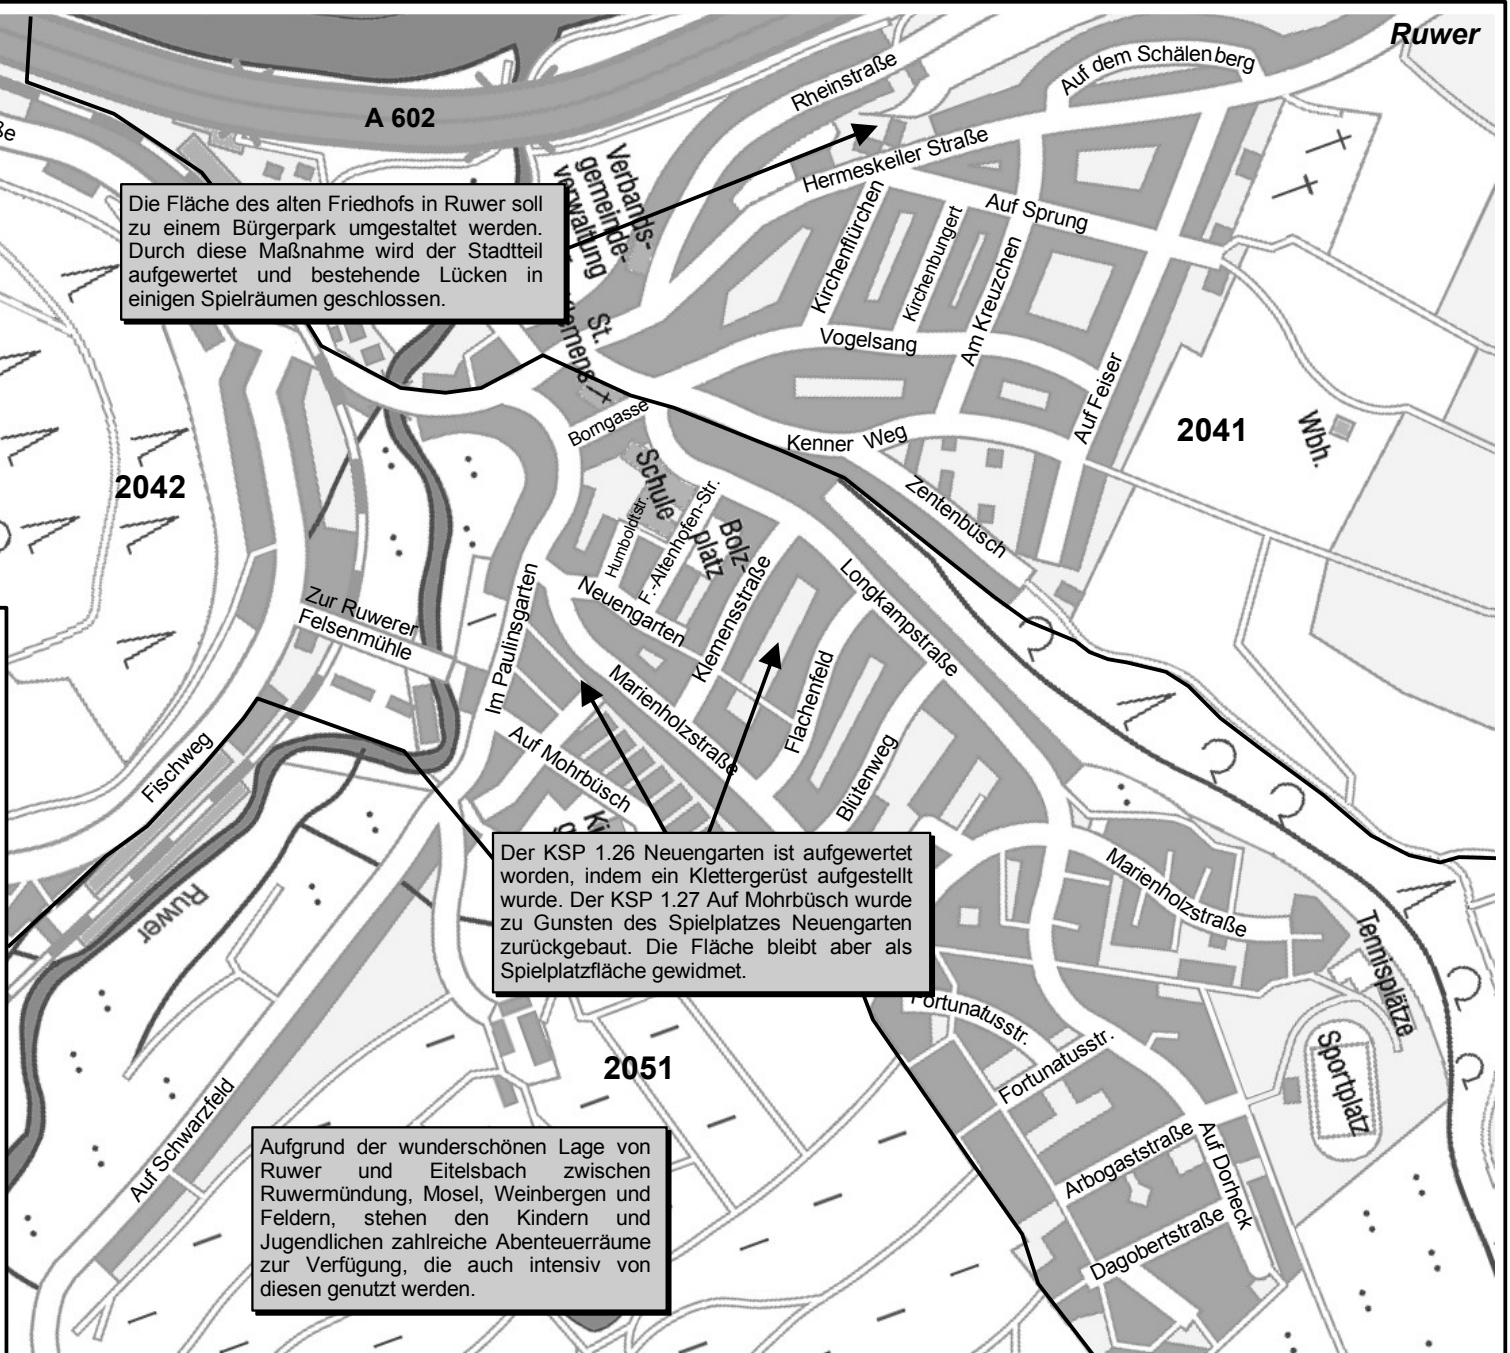 Ruwer
A 602
Rheinstraße
Auf dem Schälenberg
Hermeskeiler Straße
Verbands-
gemeinde-
verwaltung
Die Fläche des alten Friedhofs in Ruwer soll
zu einem Bürgerpark umgestaltet werden.
Durch diese Maßnahme wird der Stadtteil
aufgewertet und bestehende Lücken in
einigen Spielräumen geschlossen.
Kirchenflürchen
Kirchenbungert
Auf Sprung
Am Kreuzchen
St.
Vogelsang
Auf Feiser
2041
Wbh.
Borngasse
Kenner Weg
Zentenbüsch
2042
Schule
Bolz-
platz
Humboldtstr.
F.-Altenhofen-Str.
Neuengarten
Klemensstraße
Longkampstraße
Zur Ruwerer
Felsenmühle
Im Paulinsgarten
Marienholzstraße
Flachenfeld
Blütenweg
Fischweg
Auf Mohrbüsch
Der KSP 1.26 Neuengarten ist aufgewertet
worden, indem ein Klettergerüst aufgestellt
wurde. Der KSP 1.27 Auf Mohrbüsch wurde
zu Gunsten des Spielplatzes Neuengarten
zurückgebaut. Die Fläche bleibt aber als
Spielplatzfläche gewidmet.
Marienholzstraße
Ruwer
Tennisplätze
Sportplatz
Fortunatusstr.
Fortunatusstr.
2051
Auf Schwarzfeld
Arbogaststraße
Auf Dorheck
Dagobertstraße
Aufgrund der wunderschönen Lage von
Ruwer und Eitelsbach zwischen
Ruwermündung, Mosel, Weinbergen und
Feldern, stehen den Kindern und
Jugendlichen zahlreiche Abenteuerräume
zur Verfügung, die auch intensiv von
diesen genutzt werden.